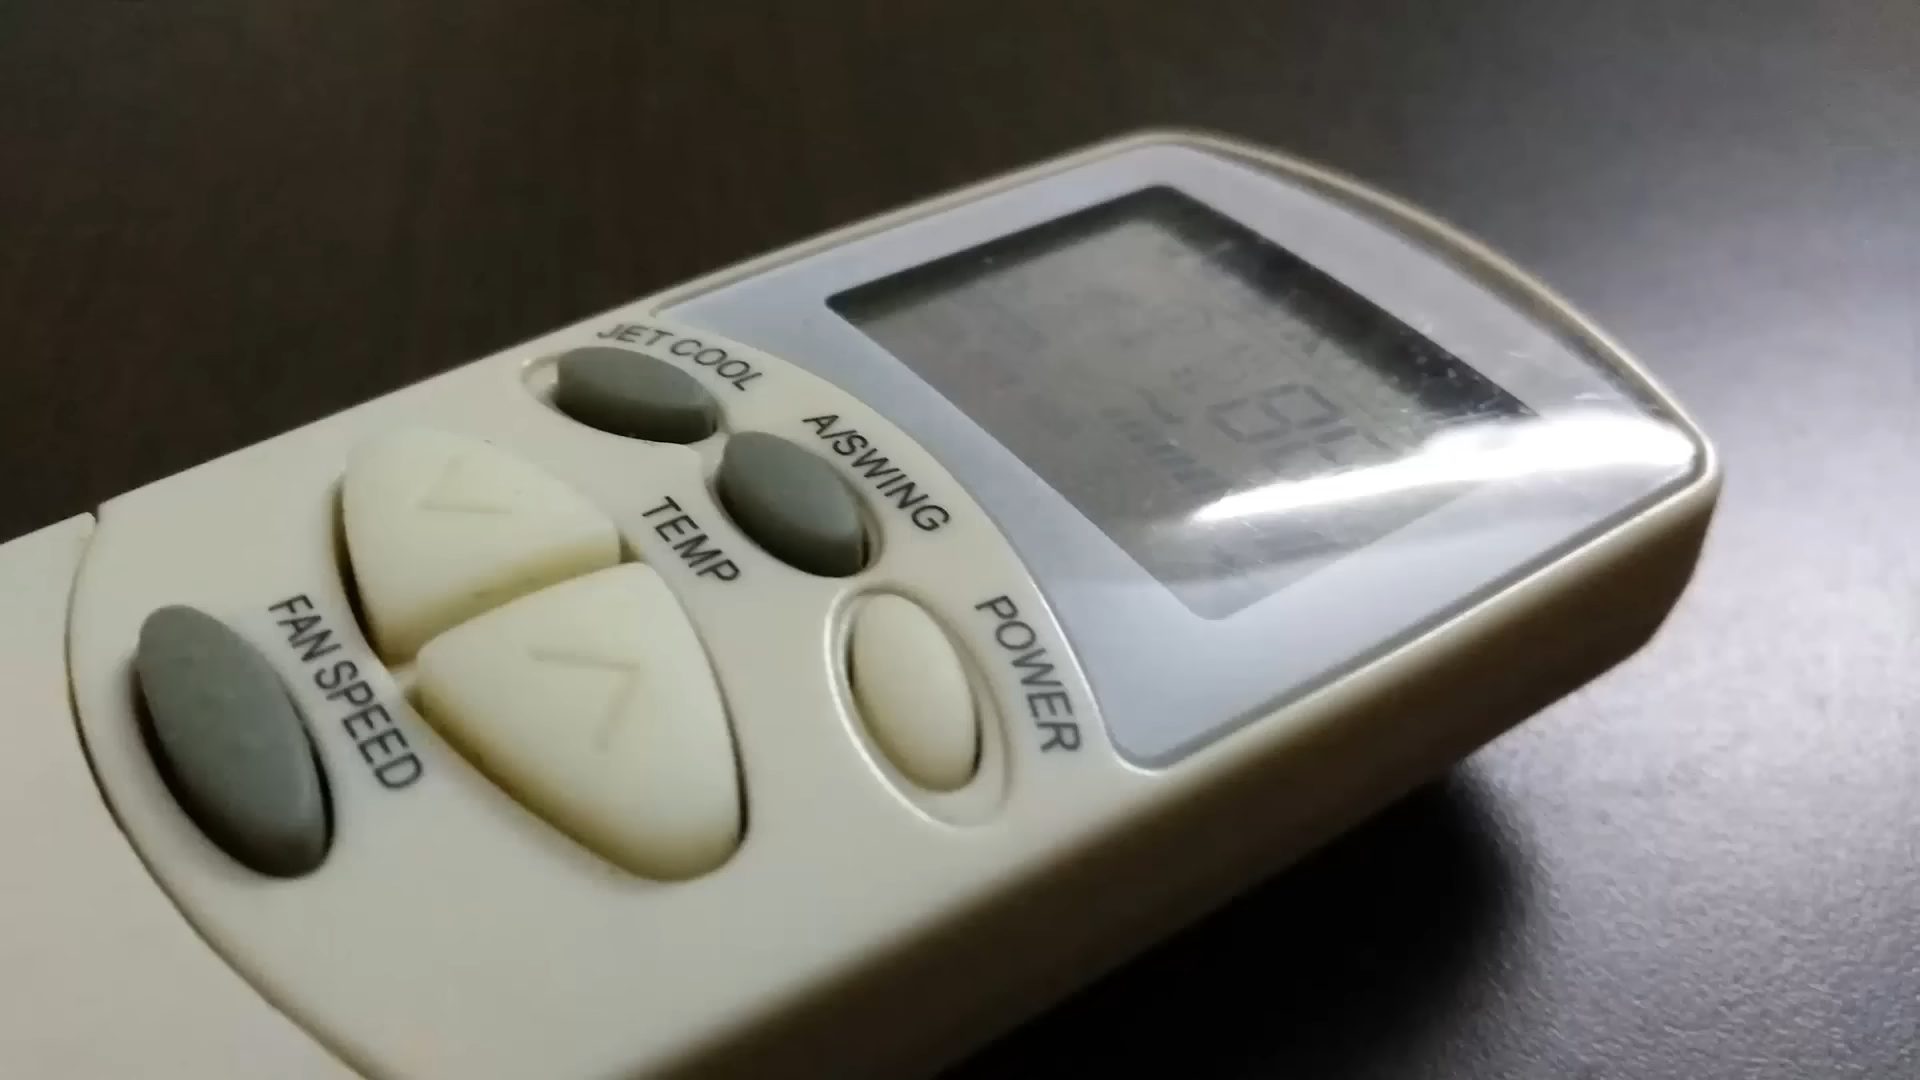 JET COOL
A/SWING
TEMP
POWER
FAN SPEED